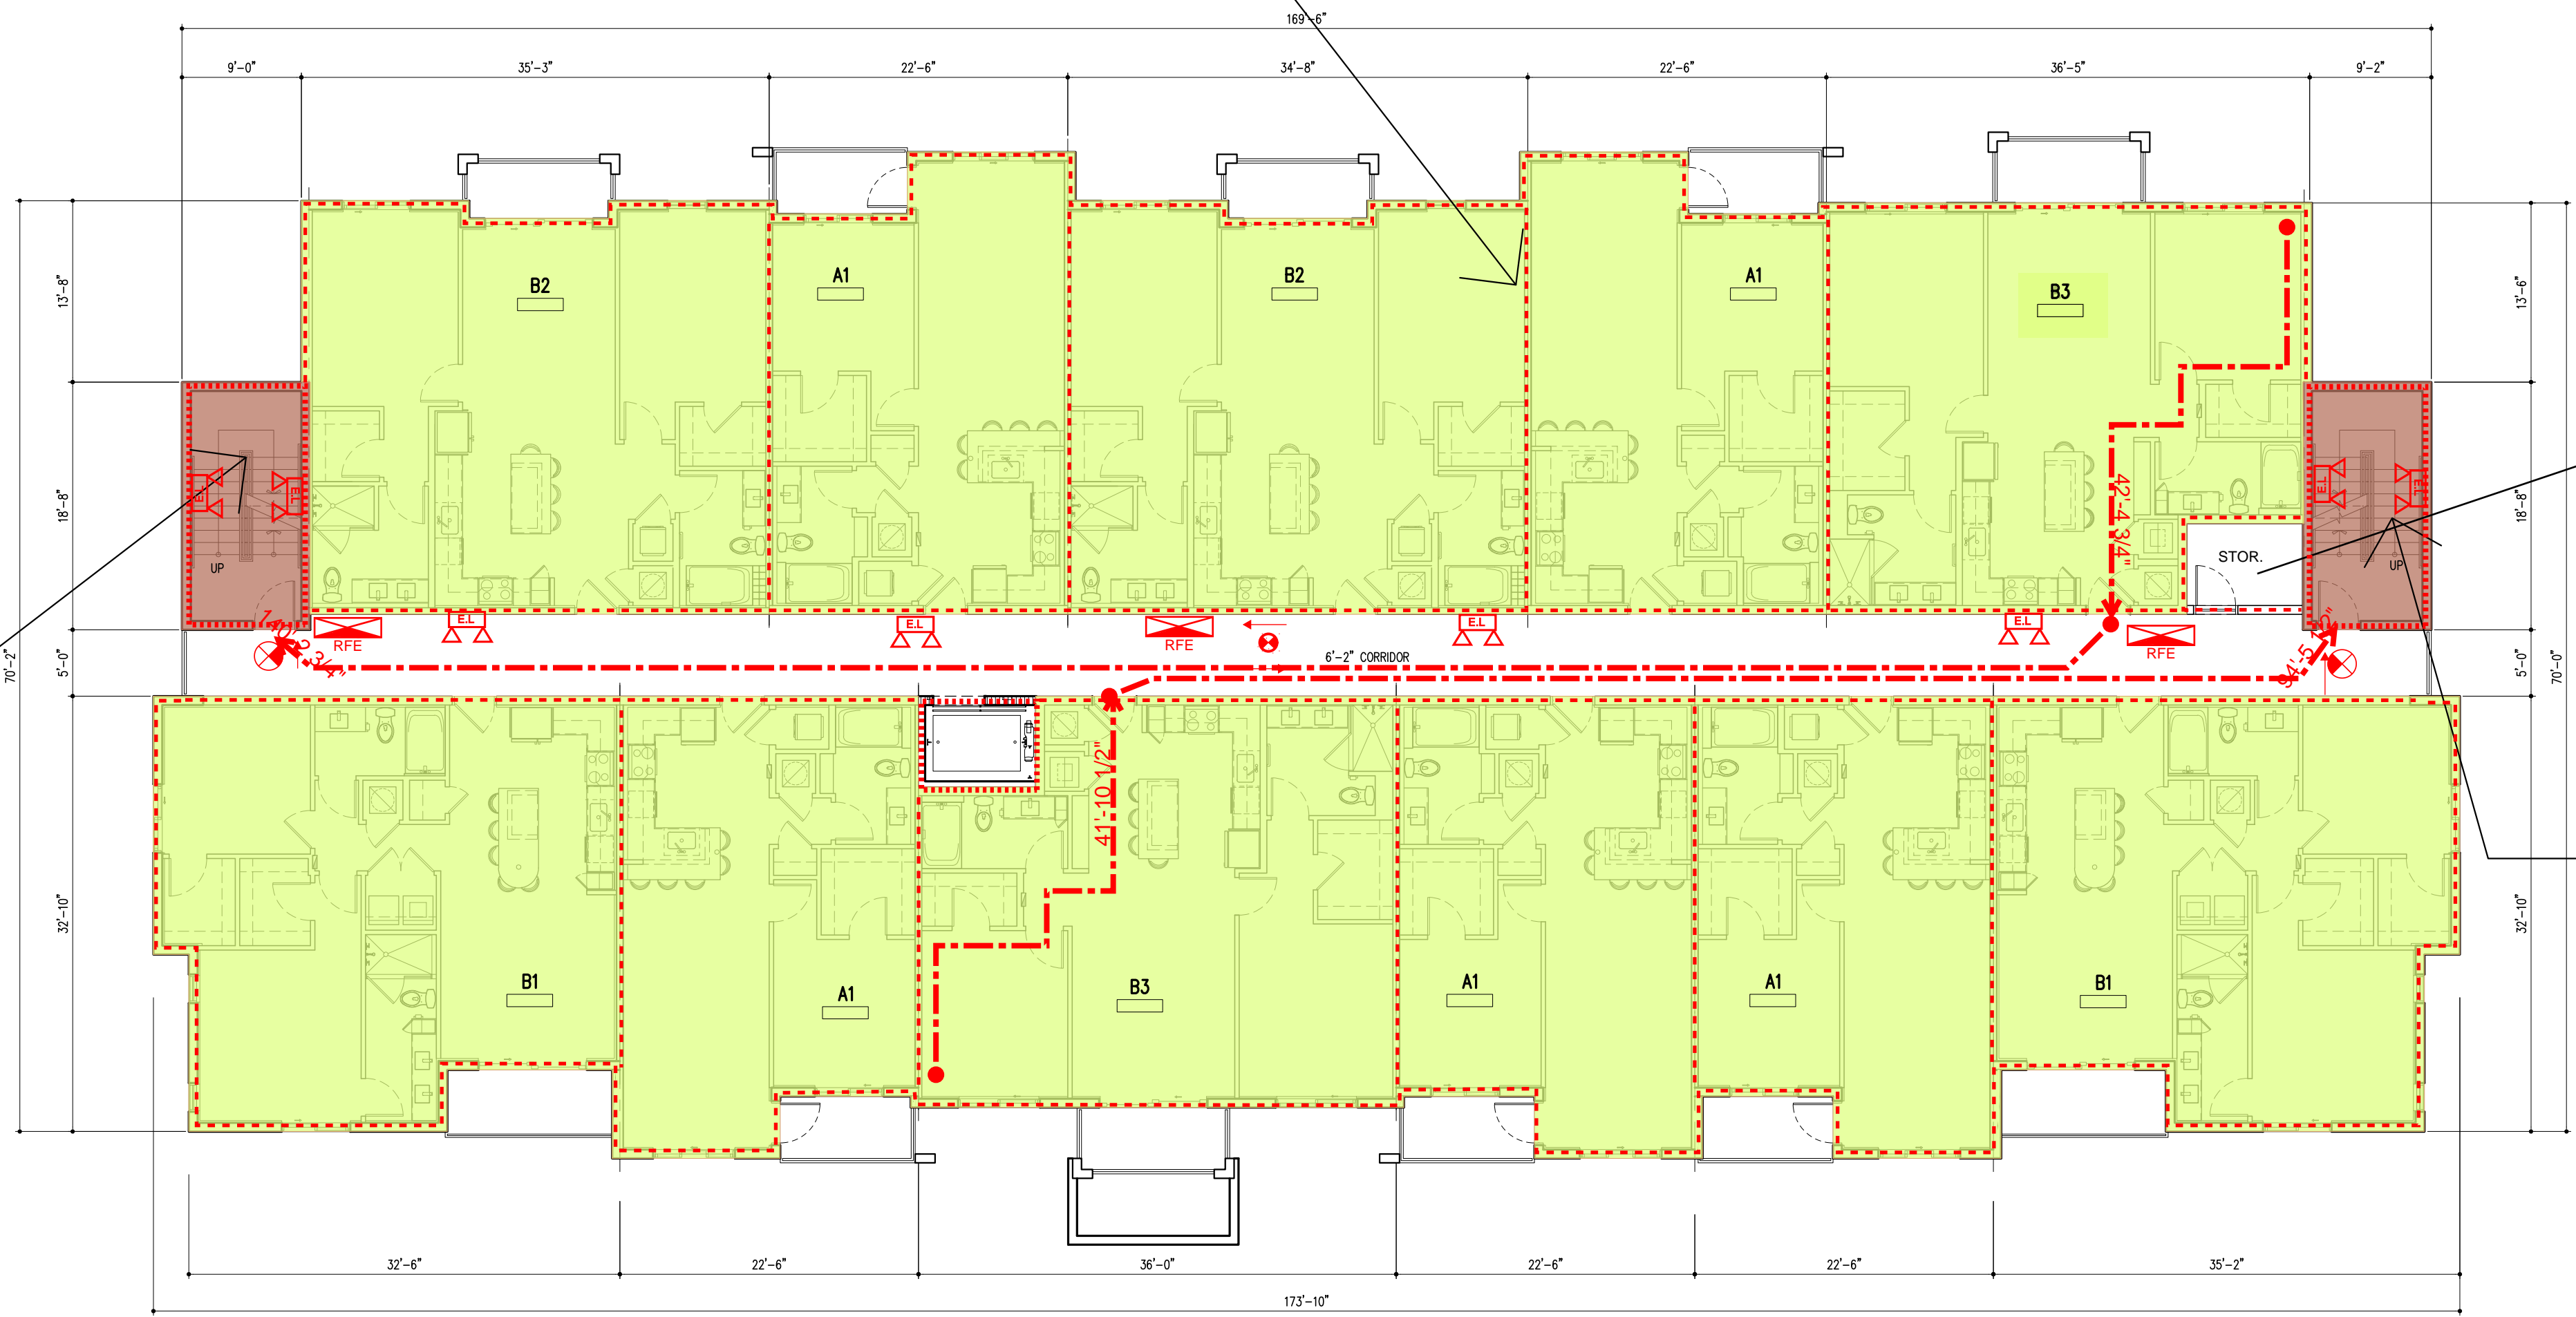 169'-6"
9'-0"
35'-3"
22'-6"
34'-8"
22'-6"
36'-5"
9'-2"
13'-8"
18'-8"
5'-0"
70'-2"
32'-10"
13'-6"
18'-8"
5'-0"
70'-0"
32'-10"
B2
A1
B2
A1
B3
E.L
E.L
UP
E.L
E.L
UP
42'-4 3/4"
STOR.
E.L
E.L
E.L
E.L
RFE
RFE
RFE
140'-2 3/4"
6'-2" CORRIDOR
41'-10 1/2"
B1
A1
B3
A1
A1
B1
32'-6"
22'-6"
36'-0"
22'-6"
22'-6"
35'-2"
173'-10"